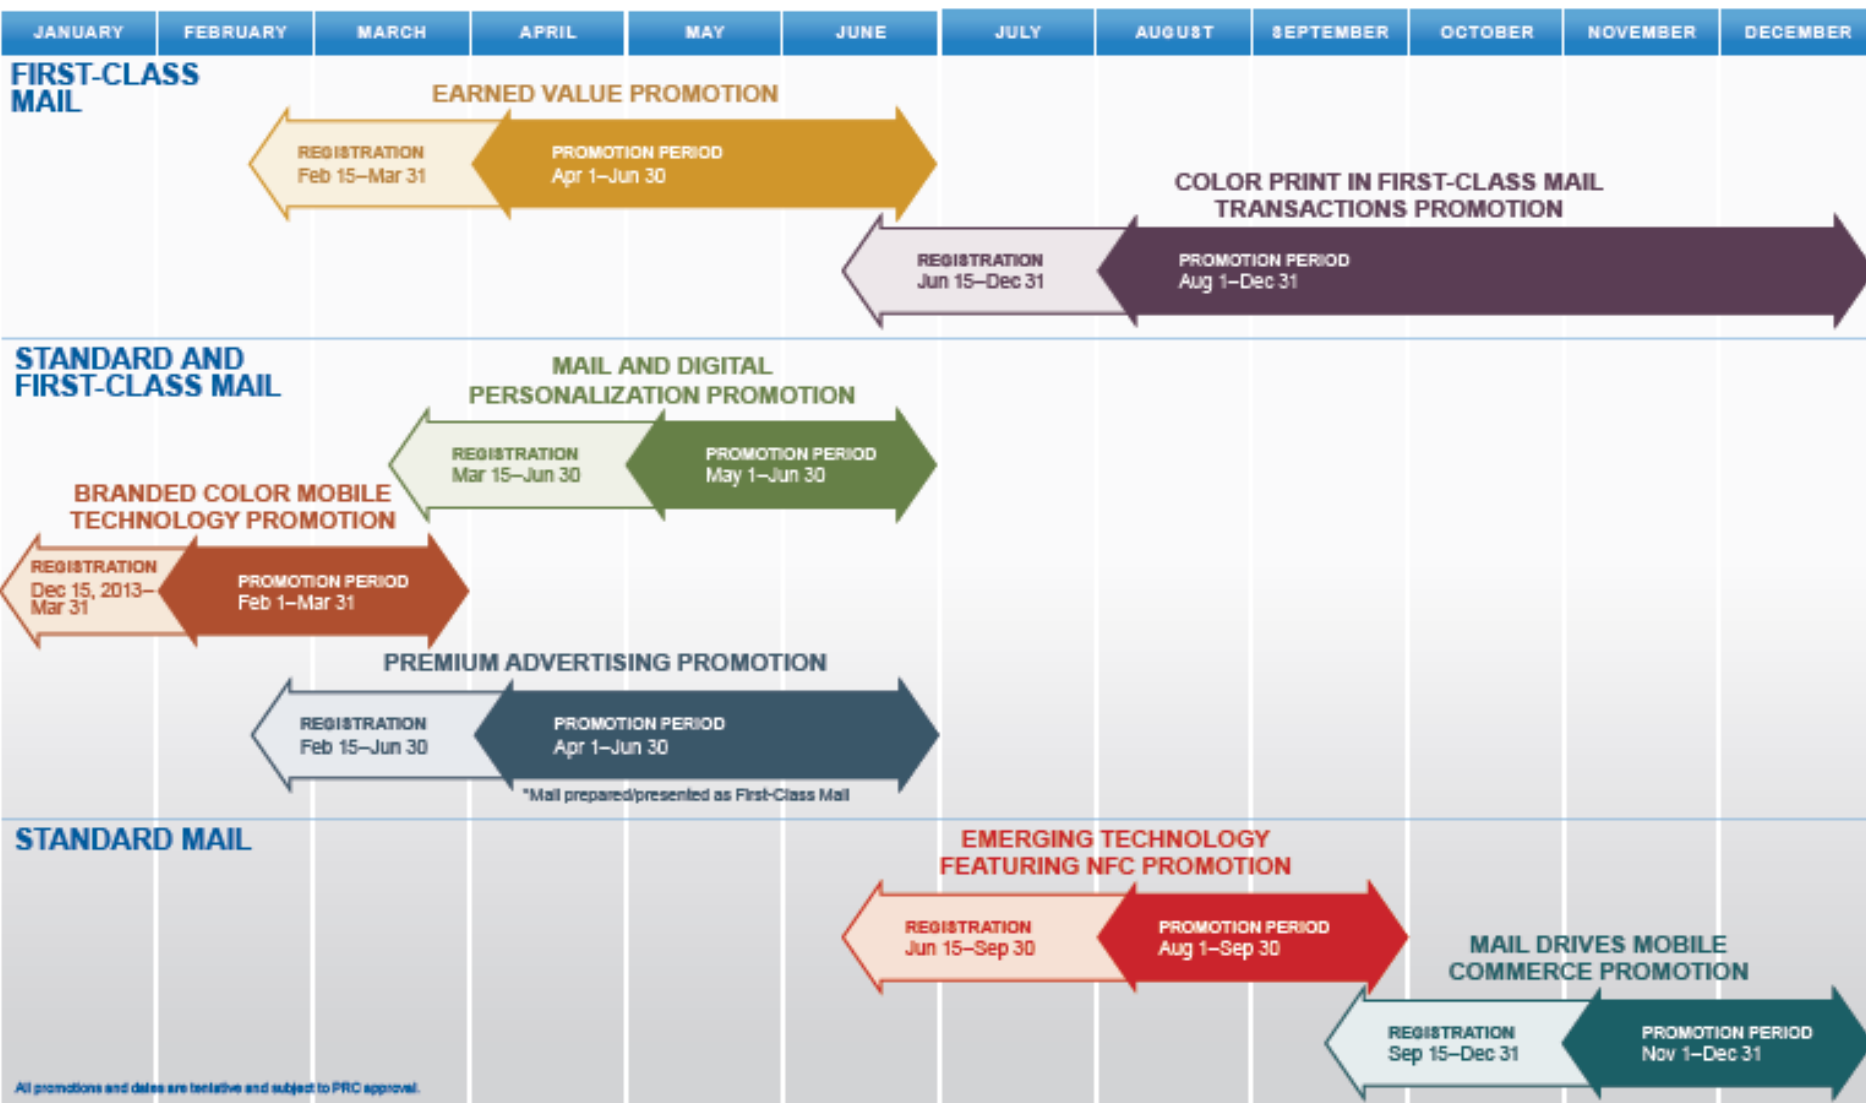 JANUARY FEBRUARY MARCH APRIL MAY JUNE JULY AUGUST SEPTEMBER OCTOBER NOVEMBER DECEMBER
FIRST-CLASS
MAIL
EARNED VALUE PROMOTION
REGISTRATION
Feb 15–Mar 31
PROMOTION PERIOD
Apr 1–Jun 30
COLOR PRINT IN FIRST-CLASS MAIL
TRANSACTIONS PROMOTION
REGISTRATION
Jun 15–Dec 31
PROMOTION PERIOD
Aug 1–Dec 31
STANDARD AND
FIRST-CLASS MAIL
MAIL AND DIGITAL
PERSONALIZATION PROMOTION
REGISTRATION
Mar 15–Jun 30
PROMOTION PERIOD
May 1–Jun 30
BRANDED COLOR MOBILE
TECHNOLOGY PROMOTION
REGISTRATION
Dec 15, 2013–
Mar 31
PROMOTION PERIOD
Feb 1–Mar 31
PREMIUM ADVERTISING PROMOTION
REGISTRATION
Feb 15–Jun 30
PROMOTION PERIOD
Apr 1–Jun 30
*Mail prepared/presented as First-Class Mail
STANDARD MAIL
EMERGING TECHNOLOGY
FEATURING NFC PROMOTION
REGISTRATION
Jun 15–Sep 30
PROMOTION PERIOD
Aug 1–Sep 30
MAIL DRIVES MOBILE
COMMERCE PROMOTION
REGISTRATION
Sep 15–Dec 31
PROMOTION PERIOD
Nov 1–Dec 31
All promotions and dates are tentative and subject to PRC approval.